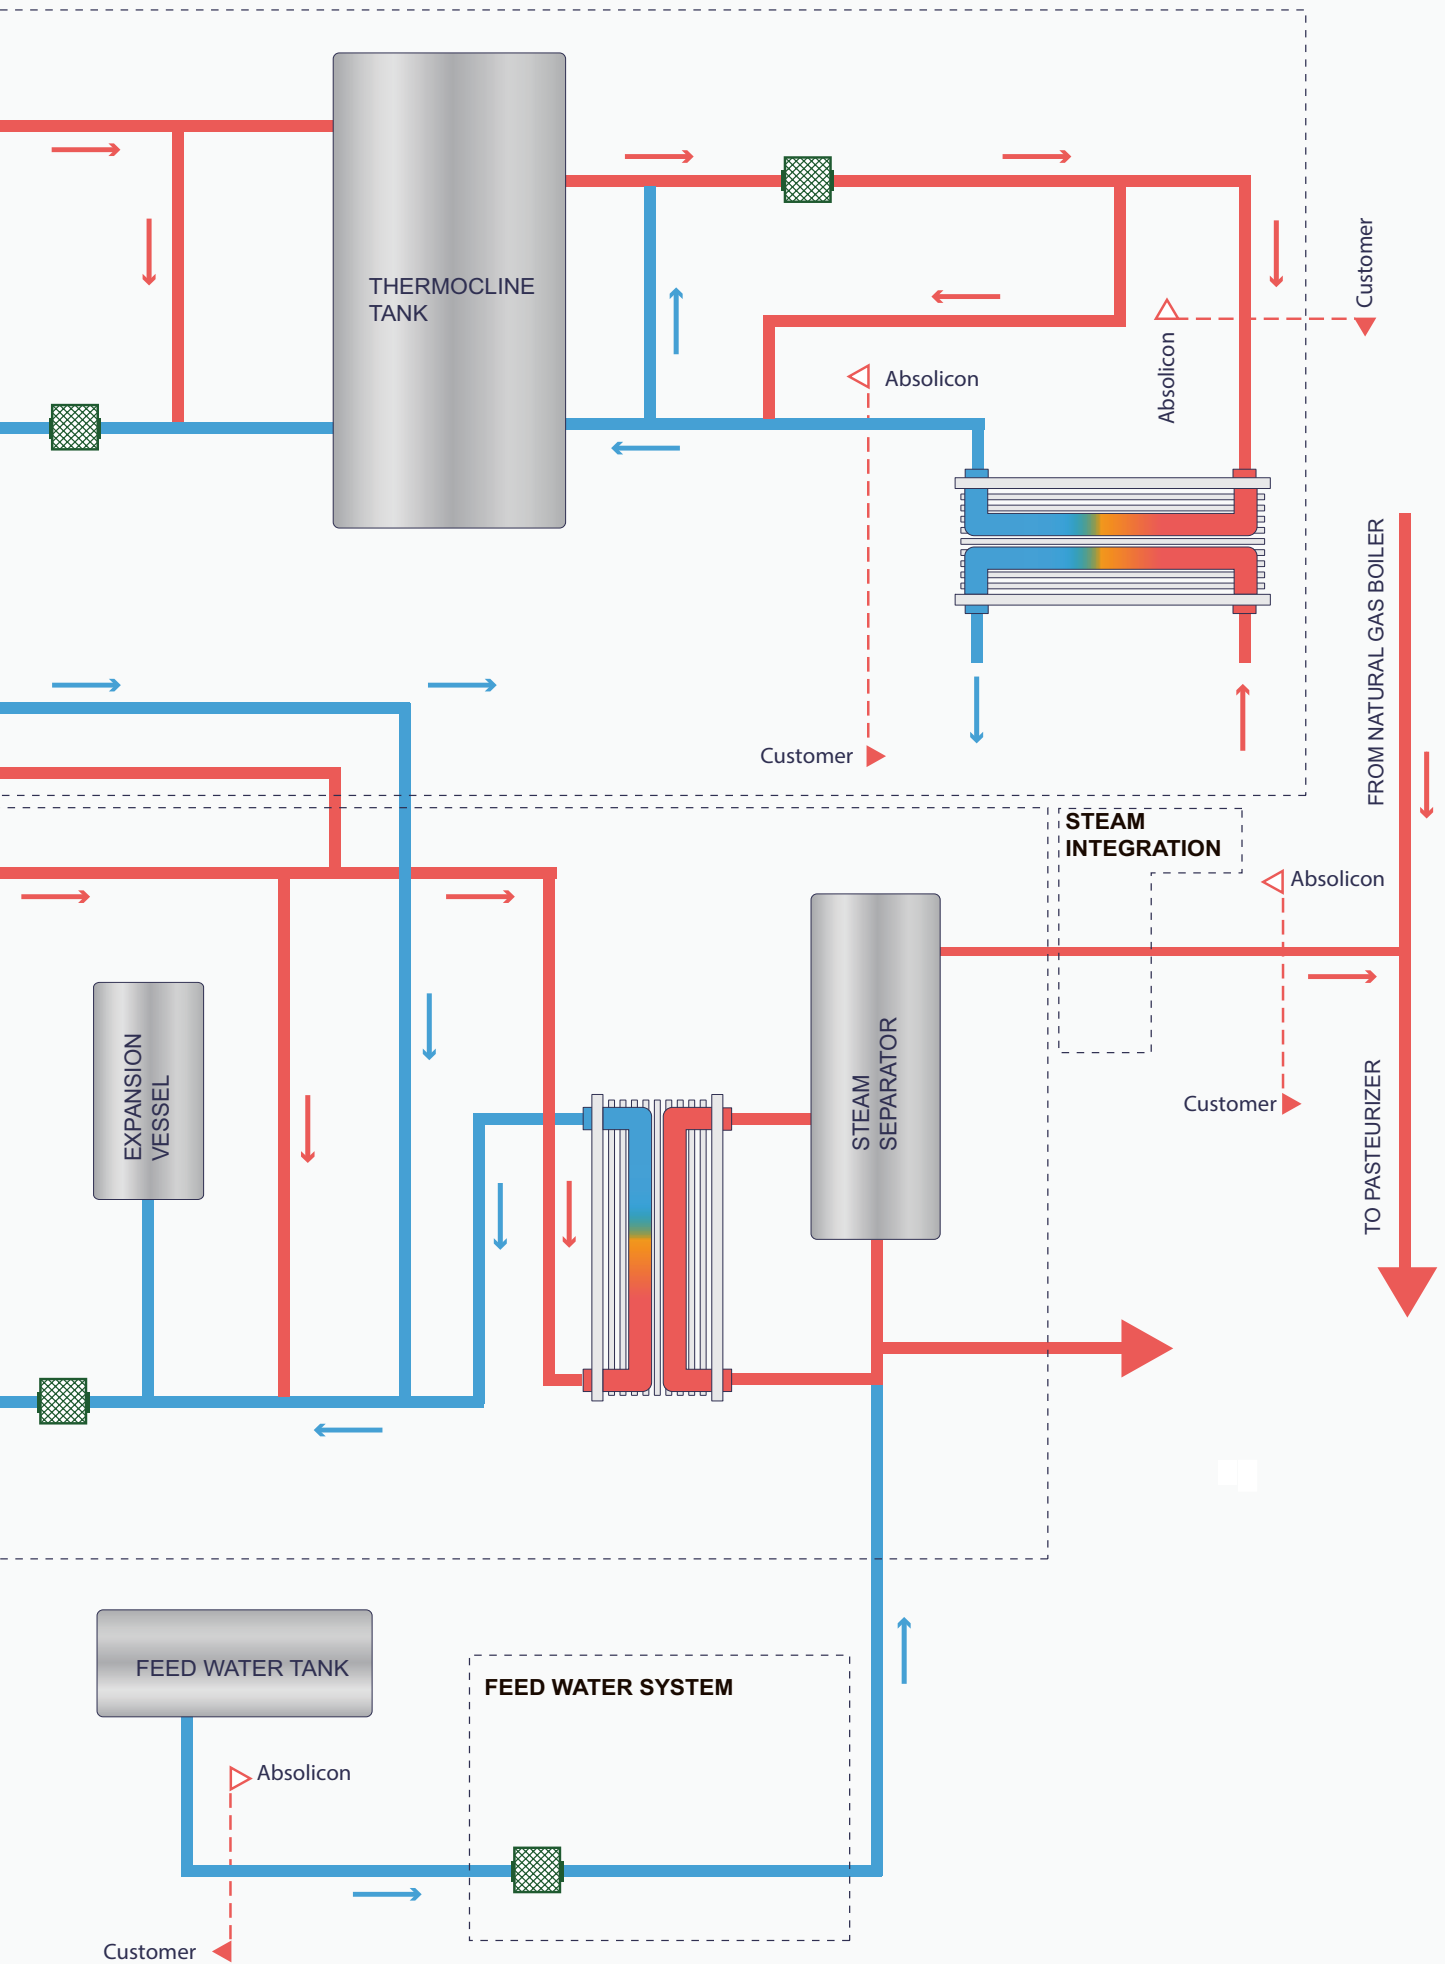 THERMOCLINE
TANK
Customer
Absolicon
Absolicon
Customer
FROM NATURAL GAS BOILER
STEAM
INTEGRATION
Absolicon
Customer
TO PASTEURIZER
EXPANSION
VESSEL
STEAM
SEPARATOR
FEED WATER TANK
FEED WATER SYSTEM
Absolicon
Customer